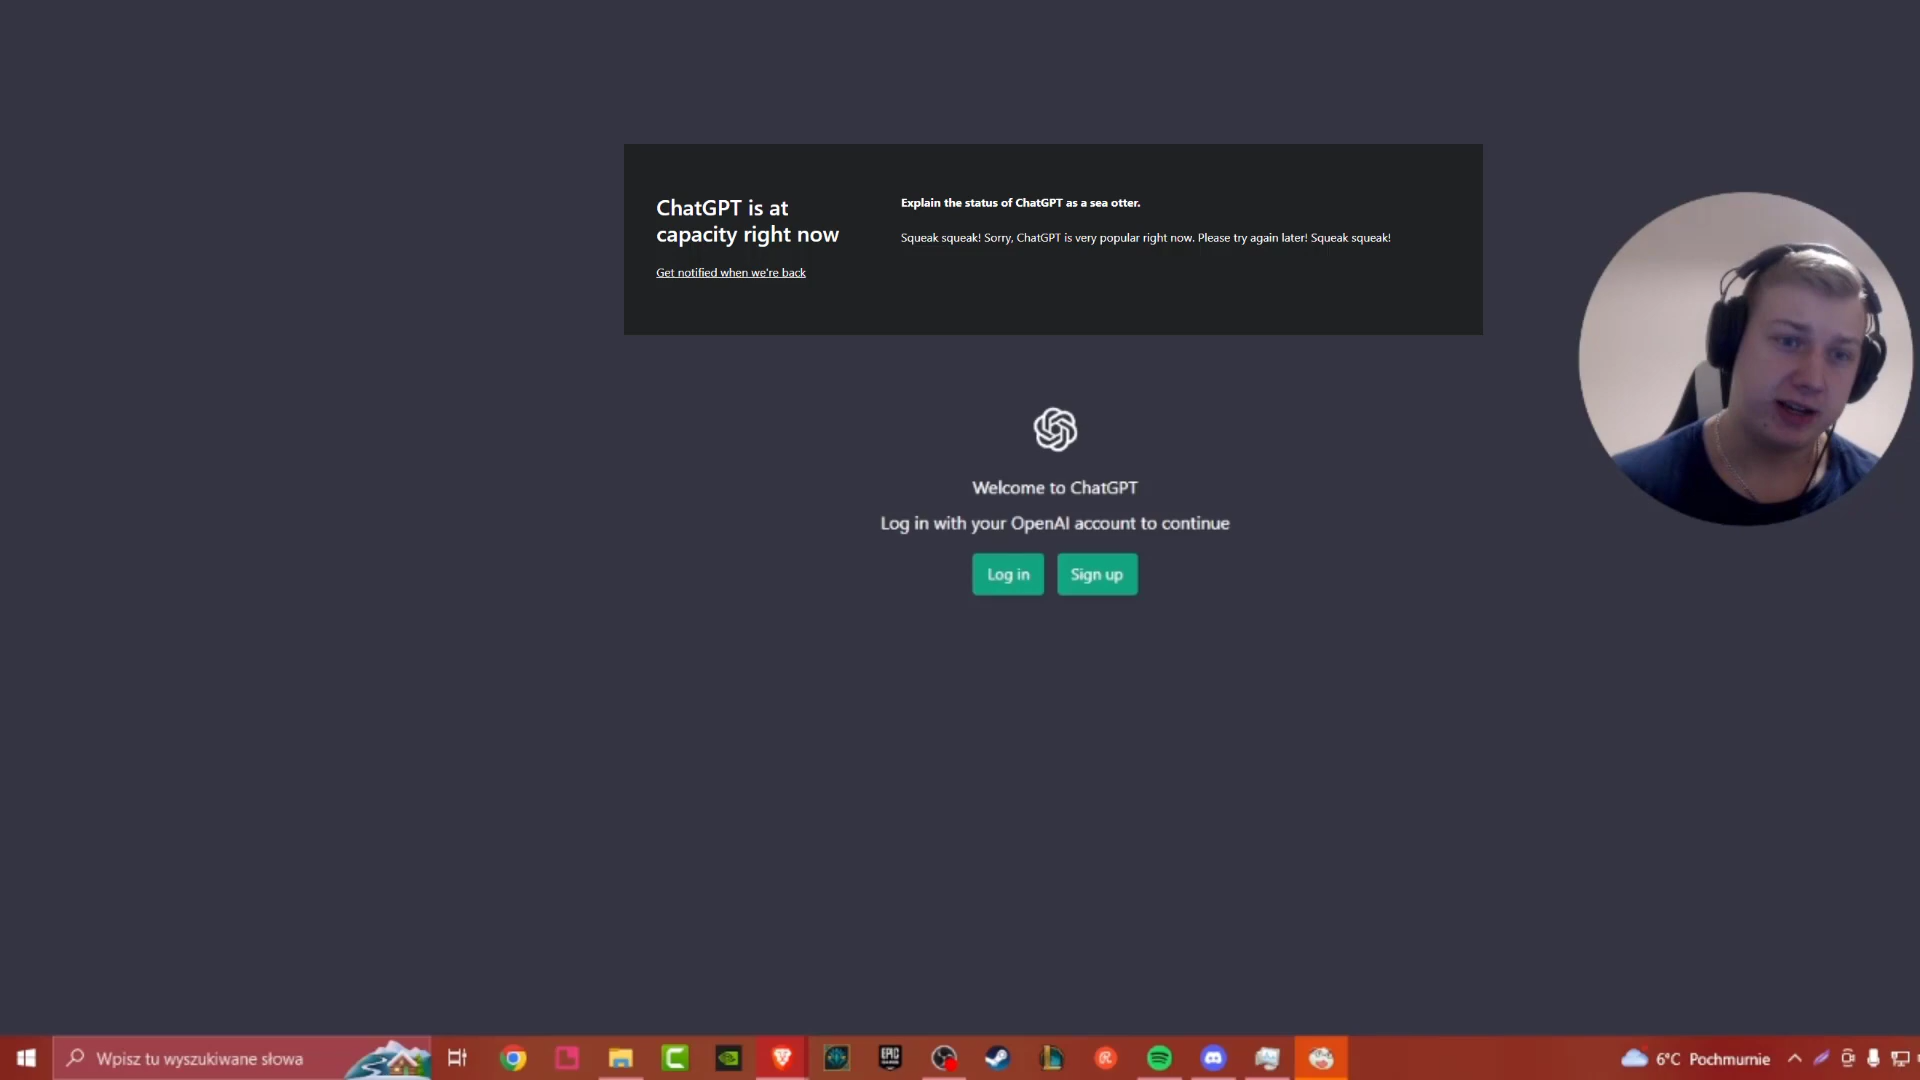 ChatGPT is at
capacity right now
Get notified when we're back
Explain the status of ChatGPT as a sea otter.
Squeak squeak! Sorry, ChatGPT is very popular right now. Please try again later! Squeak squeak!
Welcome to ChatGPT
Log in with your OpenAI account to continue
Log in
Sign up
Wpisz tu wyszukiwane słowa
EPIC
6°C Pochmurnie